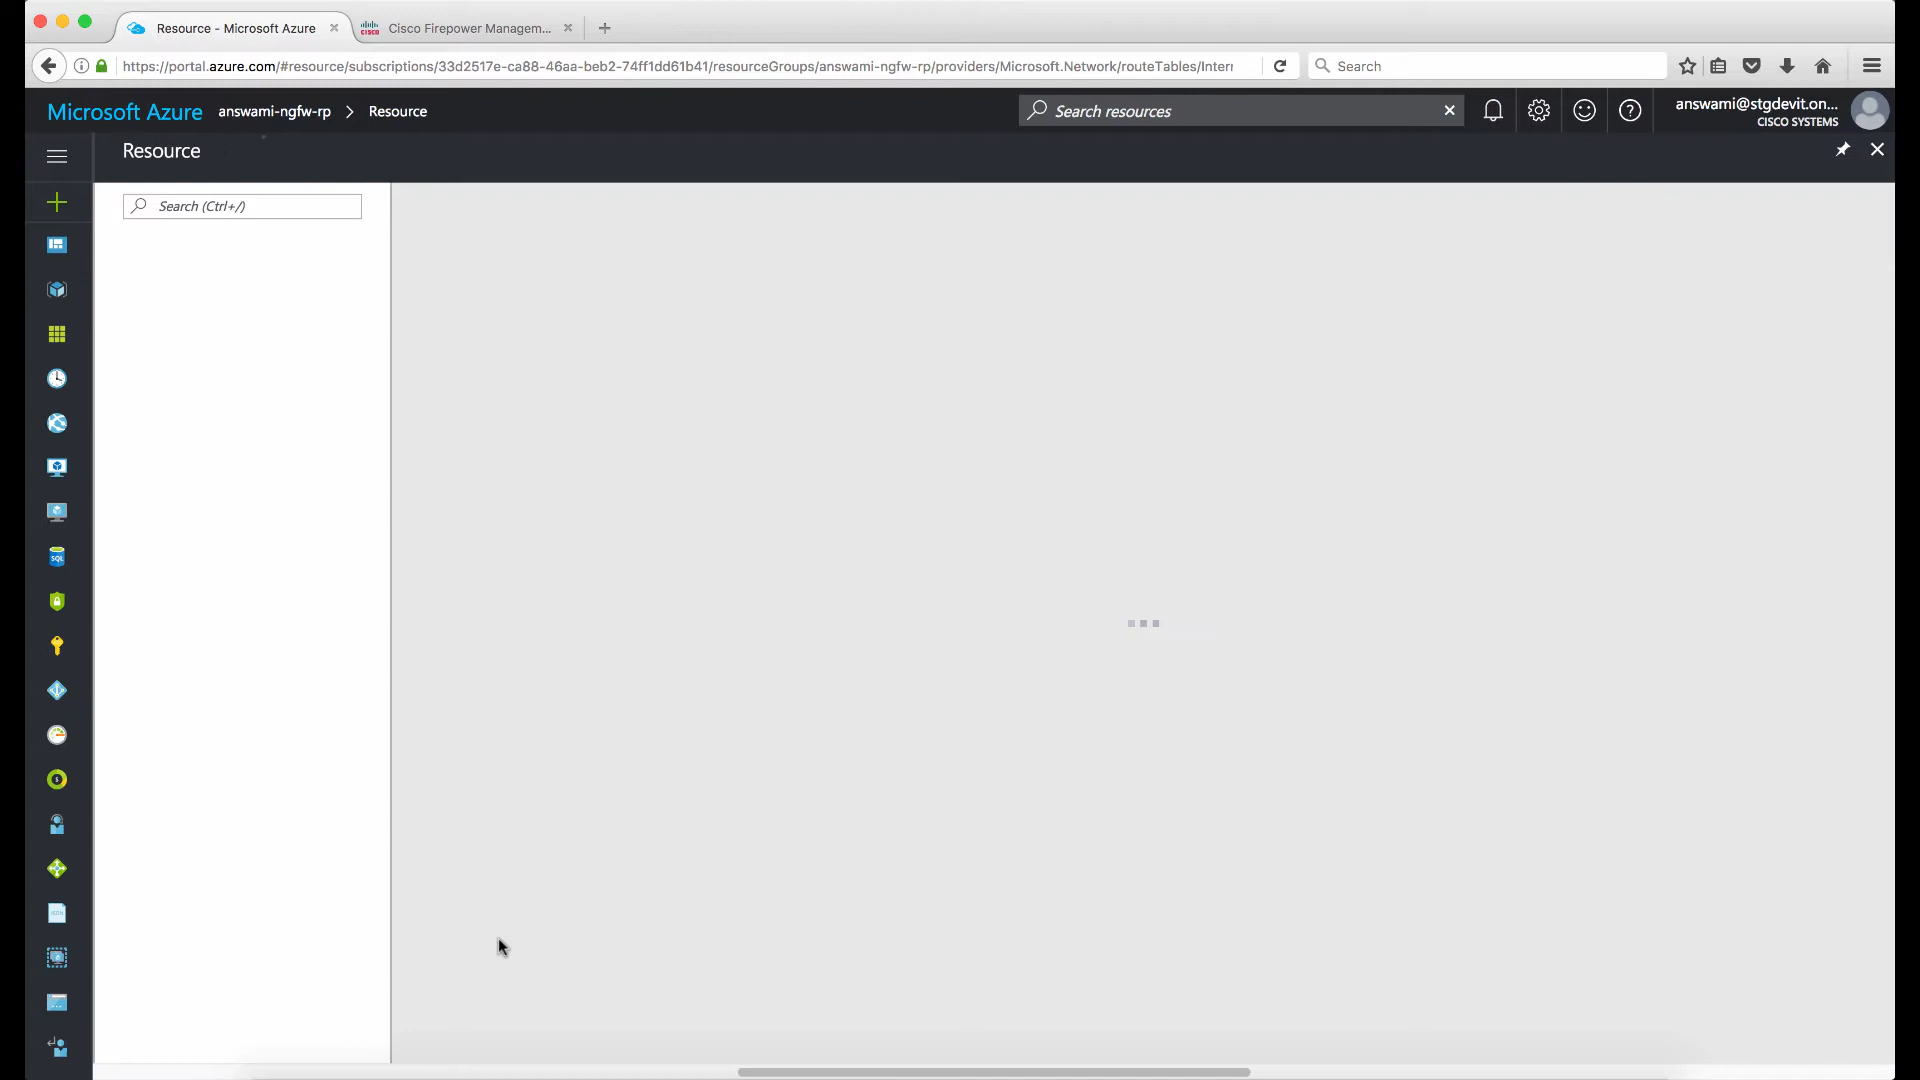 Resource - Microsoft Azure
Cisco Firepower Managem...
https://portal.azure.com/#resource/subscriptions/33d2517e-ca88-46aa-beb2-74ff1dd61b41/resourceGroups/answami-ngfw-rp/providers/Microsoft.Network/routeTables/Interr
Search
Microsoft Azure
answami-ngfw-rp
Resource
Search resources
answami@stgdevit.on...
CISCO SYSTEMS
Resource
Search (Ctrl+/)
SQL